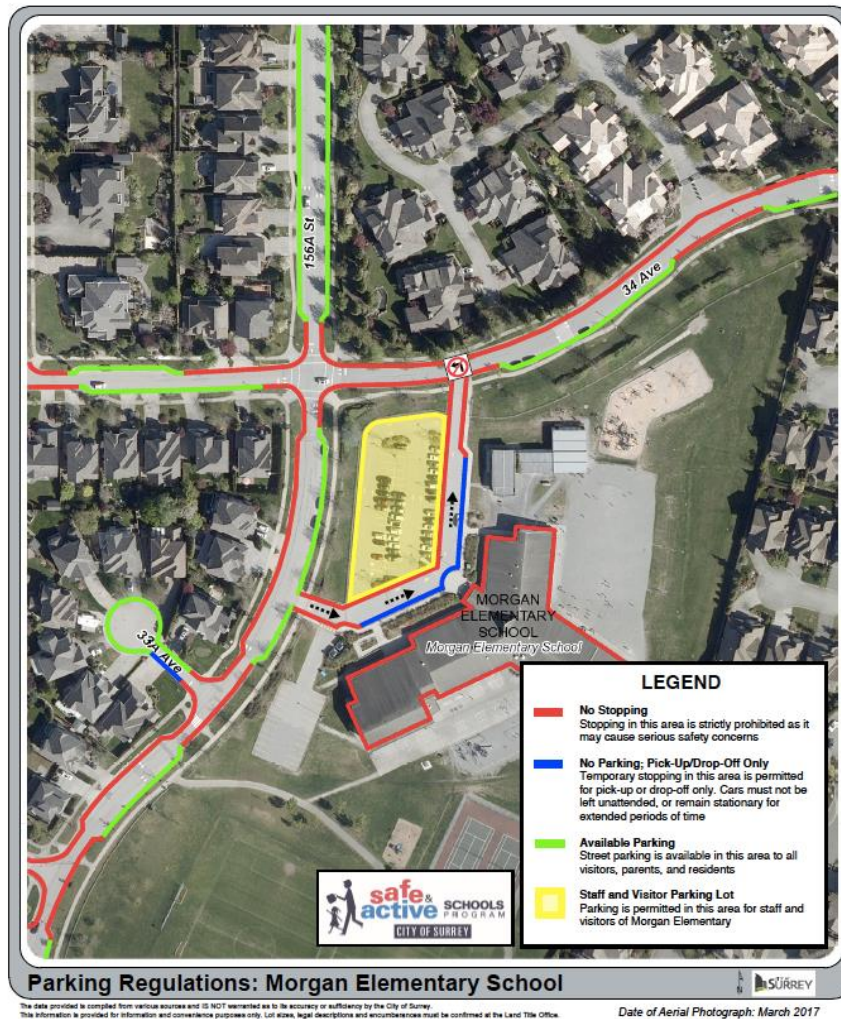 156A St
34 Ave
33A Ave
MORGAN
ELEMENTARY
SCHOOL
Morgan Elementary School
LEGEND
No Stopping
Stopping in this area is strictly prohibited as it
may cause serious safety concerns
No Parking; Pick-Up/Drop-Off Only
Temporary stopping in this area is permitted
for pick-up or drop-off only. Cars must not be
left unattended, or remain stationary for
extended periods of time
Available Parking
Street parking is available in this area to all
visitors, parents, and residents
Staff and Visitor Parking Lot
Parking is permitted in this area for staff and
visitors of Morgan Elementary
safe &
active SCHOOLS
PROGRAM
CITY OF SURREY
Parking Regulations: Morgan Elementary School
SURREY
The data provided is compiled from various sources and IS NOT warranted as to its accuracy or sufficiency by the City of Surrey.
This information is provided for information and convenience purposes only. Lot sizes, legal descriptions and encumbrances must be confirmed at the Land Title Office.
Date of Aerial Photograph: March 2017